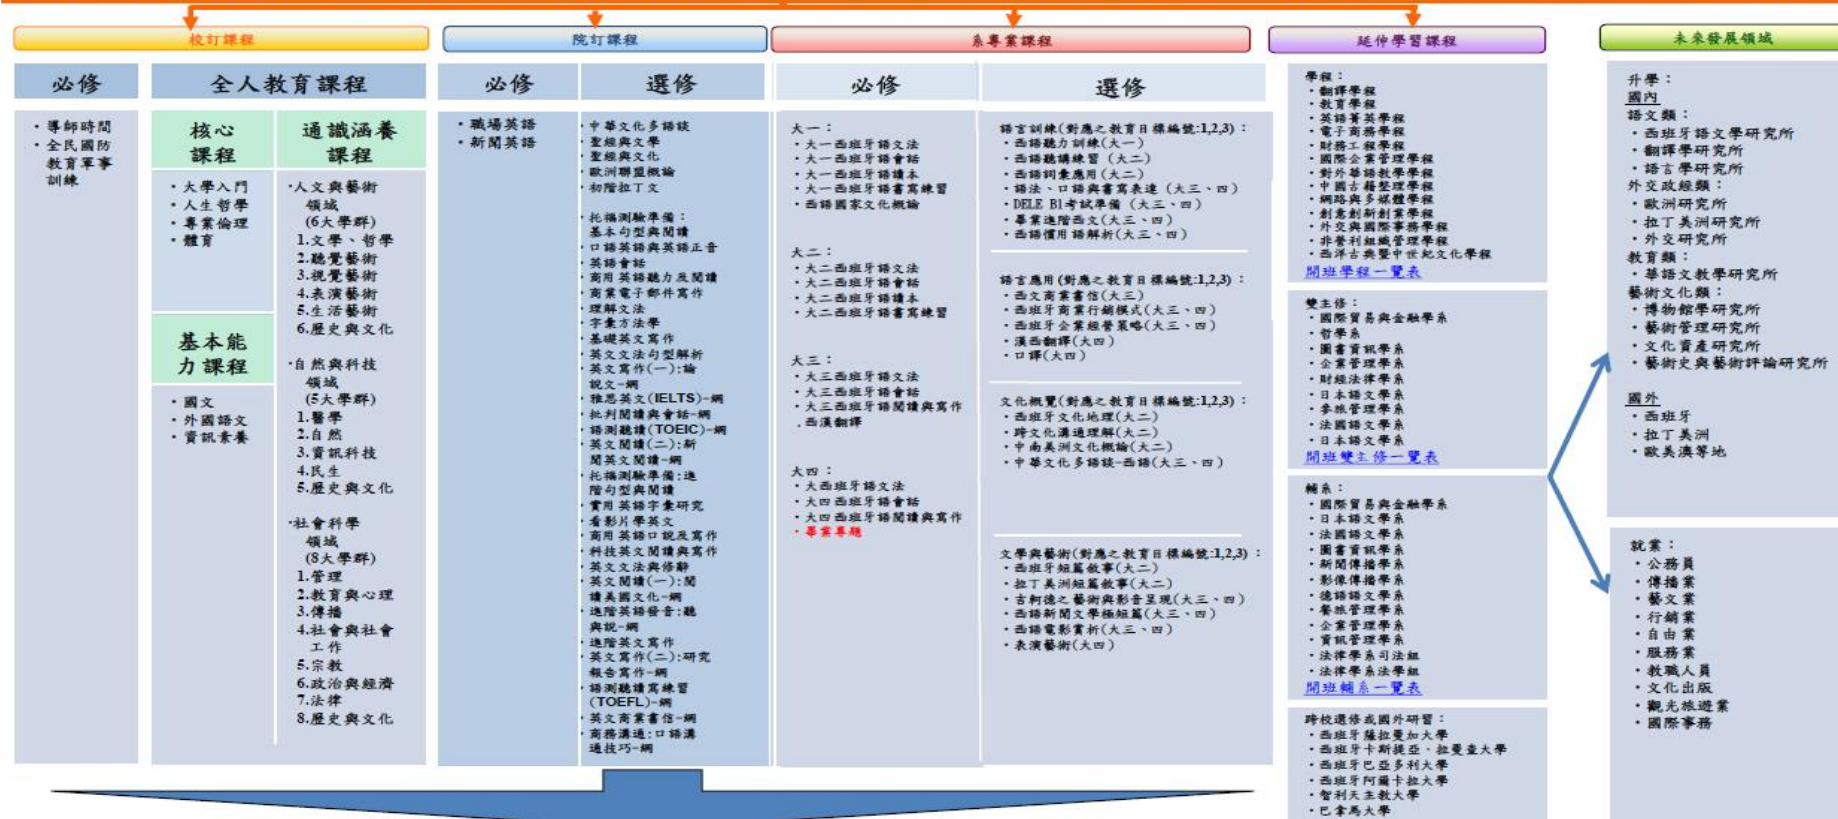 校訂課程
必修
・導師時間
・全民國防
教育軍事
訓練
全人教育課程
核心
課程
・大學入門
・人生哲學
・專業倫理
・體育
基本能
力課程
・國文
・外國語文
・資訊素養
通識涵養
課程
·人文與藝術
領域
(6大學群)
1.文學、哲學
2.聽覺藝術
3.視覺藝術
4.表演藝術
5.生活藝術
6.歷史與文化
·自然與科技
領域
(5大學群)
1.醫學
2.自然
3.資訊科技
4.民生
5.歷史與文化
·社會科學
領域
(8大學群)
1.管理
2.教育與心理
3.傳播
4.社會與社會
工作
5.宗教
6.政治與經濟
7.法律
8.歷史與文化
院訂課程
必修
・職場英語
・新聞英語
選修
・中華文化多語談
・聖經與文學
・聖經與文化
・歐洲聯盟概論
・初階拉丁文
・托福測驗準備：
基本句型與閱讀
・口語英語與英語正音
・英語會話
・商用英語聽力及閱讀
・商業電子郵件寫作
・理解文法
・字彙方法學
・基礎英文寫作
・英文文法句型解析
・英文寫作(一):論
說文-網
・雅思英文(IELTS)-網
・批判閱讀與會話-網
・語測聽讀(TOEIC)-網
・英文閱讀(二):新
聞英文閱讀-網
・托福測驗準備:進
階句型與閱讀
・實用英語字彙研究
・看影片學英文
・商用英語口說及寫作
・科技英文閱讀與寫作
・英文文法與修辭
・英文閱讀(一):閱
讀美國文化-網
・進階英語發音:聽
與說-網
・進階英文寫作
・英文寫作(二):研究
報告寫作-網
・語測聽讀寫練習
(TOEFL)-網
・英文商業書信-網
・商務溝通:口語溝
通技巧-網
系專業課程
必修
大一：
・大一西班牙語文法
・大一西班牙語會話
・大一西班牙語讀本
・大一西班牙語書寫練習
・西語國家文化概論
大二：
・大二西班牙語文法
・大二西班牙語會話
・大二西班牙語讀本
・大二西班牙語書寫練習
大三：
・大三西班牙語文法
・大三西班牙語會話
・大三西班牙語閱讀與寫作
. 西漢翻譯
大四：
・大西班牙語文法
・大四西班牙語會話
・大四西班牙語閱讀與寫作
・畢業專題
選修
語言訓練(對應之教育目標編號:1,2,3)：
・西語聽力訓練(大一)
・西語聽講練習 (大二)
・西語詞彙應用(大二)
・語法、口語與書寫表達 (大三、四)
・DELE B1考試準備 (大三、四)
・畢業進階西文(大三、四)
・西語慣用語解析(大三、四)
語言應用(對應之教育目標編號:1,2,3)：
・西文商業書信(大三)
・西班牙商業行銷模式(大三、四)
・西班牙企業經營策略(大三、四)
・漢西翻譯(大四)
・口譯(大四)
文化概覽(對應之教育目標編號:1,2,3)：
・西班牙文化地理(大二)
・跨文化溝通理解(大二)
・中南美洲文化概論(大二)
・中華文化多語談-西語(大三、四)
文學與藝術(對應之教育目標編號:1,2,3)：
・西班牙短篇敘事(大二)
・拉丁美洲短篇敘事(大二)
・吉軻德之藝術與影音呈現(大三、四)
・西語新聞文學極短篇(大三、四)
・西語電影賞析(大三、四)
・表演藝術(大四)
延伸學習課程
學程：
・翻譯學程
・教育學程
・英語菁英學程
・電子商務學程
・財務工程學程
・國際企業管理學程
・對外華語教學學程
・中國古籍整理學程
・網路與多媒體學程
・創意創新創業學程
・外交與國際事務學程
・非營利組織管理學程
・西洋古典暨中世紀文化學程
開班學程一覽表
雙主修：
・國際貿易與金融學系
・哲學系
・圖書資訊學系
・企業管理學系
・財經法律學系
・日本語文學系
・餐旅管理學系
・法國語文學系
・日本語文學系
開班雙主修一覽表
輔系：
・國際貿易與金融學系
・日本語文學系
・法國語文學系
・圖書資訊學系
・新聞傳播學系
・影像傳播學系
・德語語文學系
・餐旅管理學系
・企業管理學系
・資訊管理學系
・法律學系司法組
・法律學系法學組
開班輔系一覽表
跨校選修或國外研習：
・西班牙薩拉曼加大學
・西班牙卡斯提亞．拉曼查大學
・西班牙巴亞多利大學
・西班牙阿爾卡拉大學
・智利天主教大學
・巴拿馬大學
未來發展領域
升學：
國內
語文類：
・西班牙語文學研究所
・翻譯學研究所
・語言學研究所
外交政經類：
・歐洲研究所
・拉丁美洲研究所
・外交研究所
教育類：
・華語文教學研究所
藝術文化類：
・博物館學研究所
・藝術管理研究所
・文化資產研究所
・藝術史與藝術評論研究所
國外
・西班牙
・拉丁美洲
・歐美澳等地
就業：
・公務員
・傳播業
・藝文業
・行銷業
・自由業
・服務業
・教職人員
・文化出版
・觀光旅遊業
・國際事務